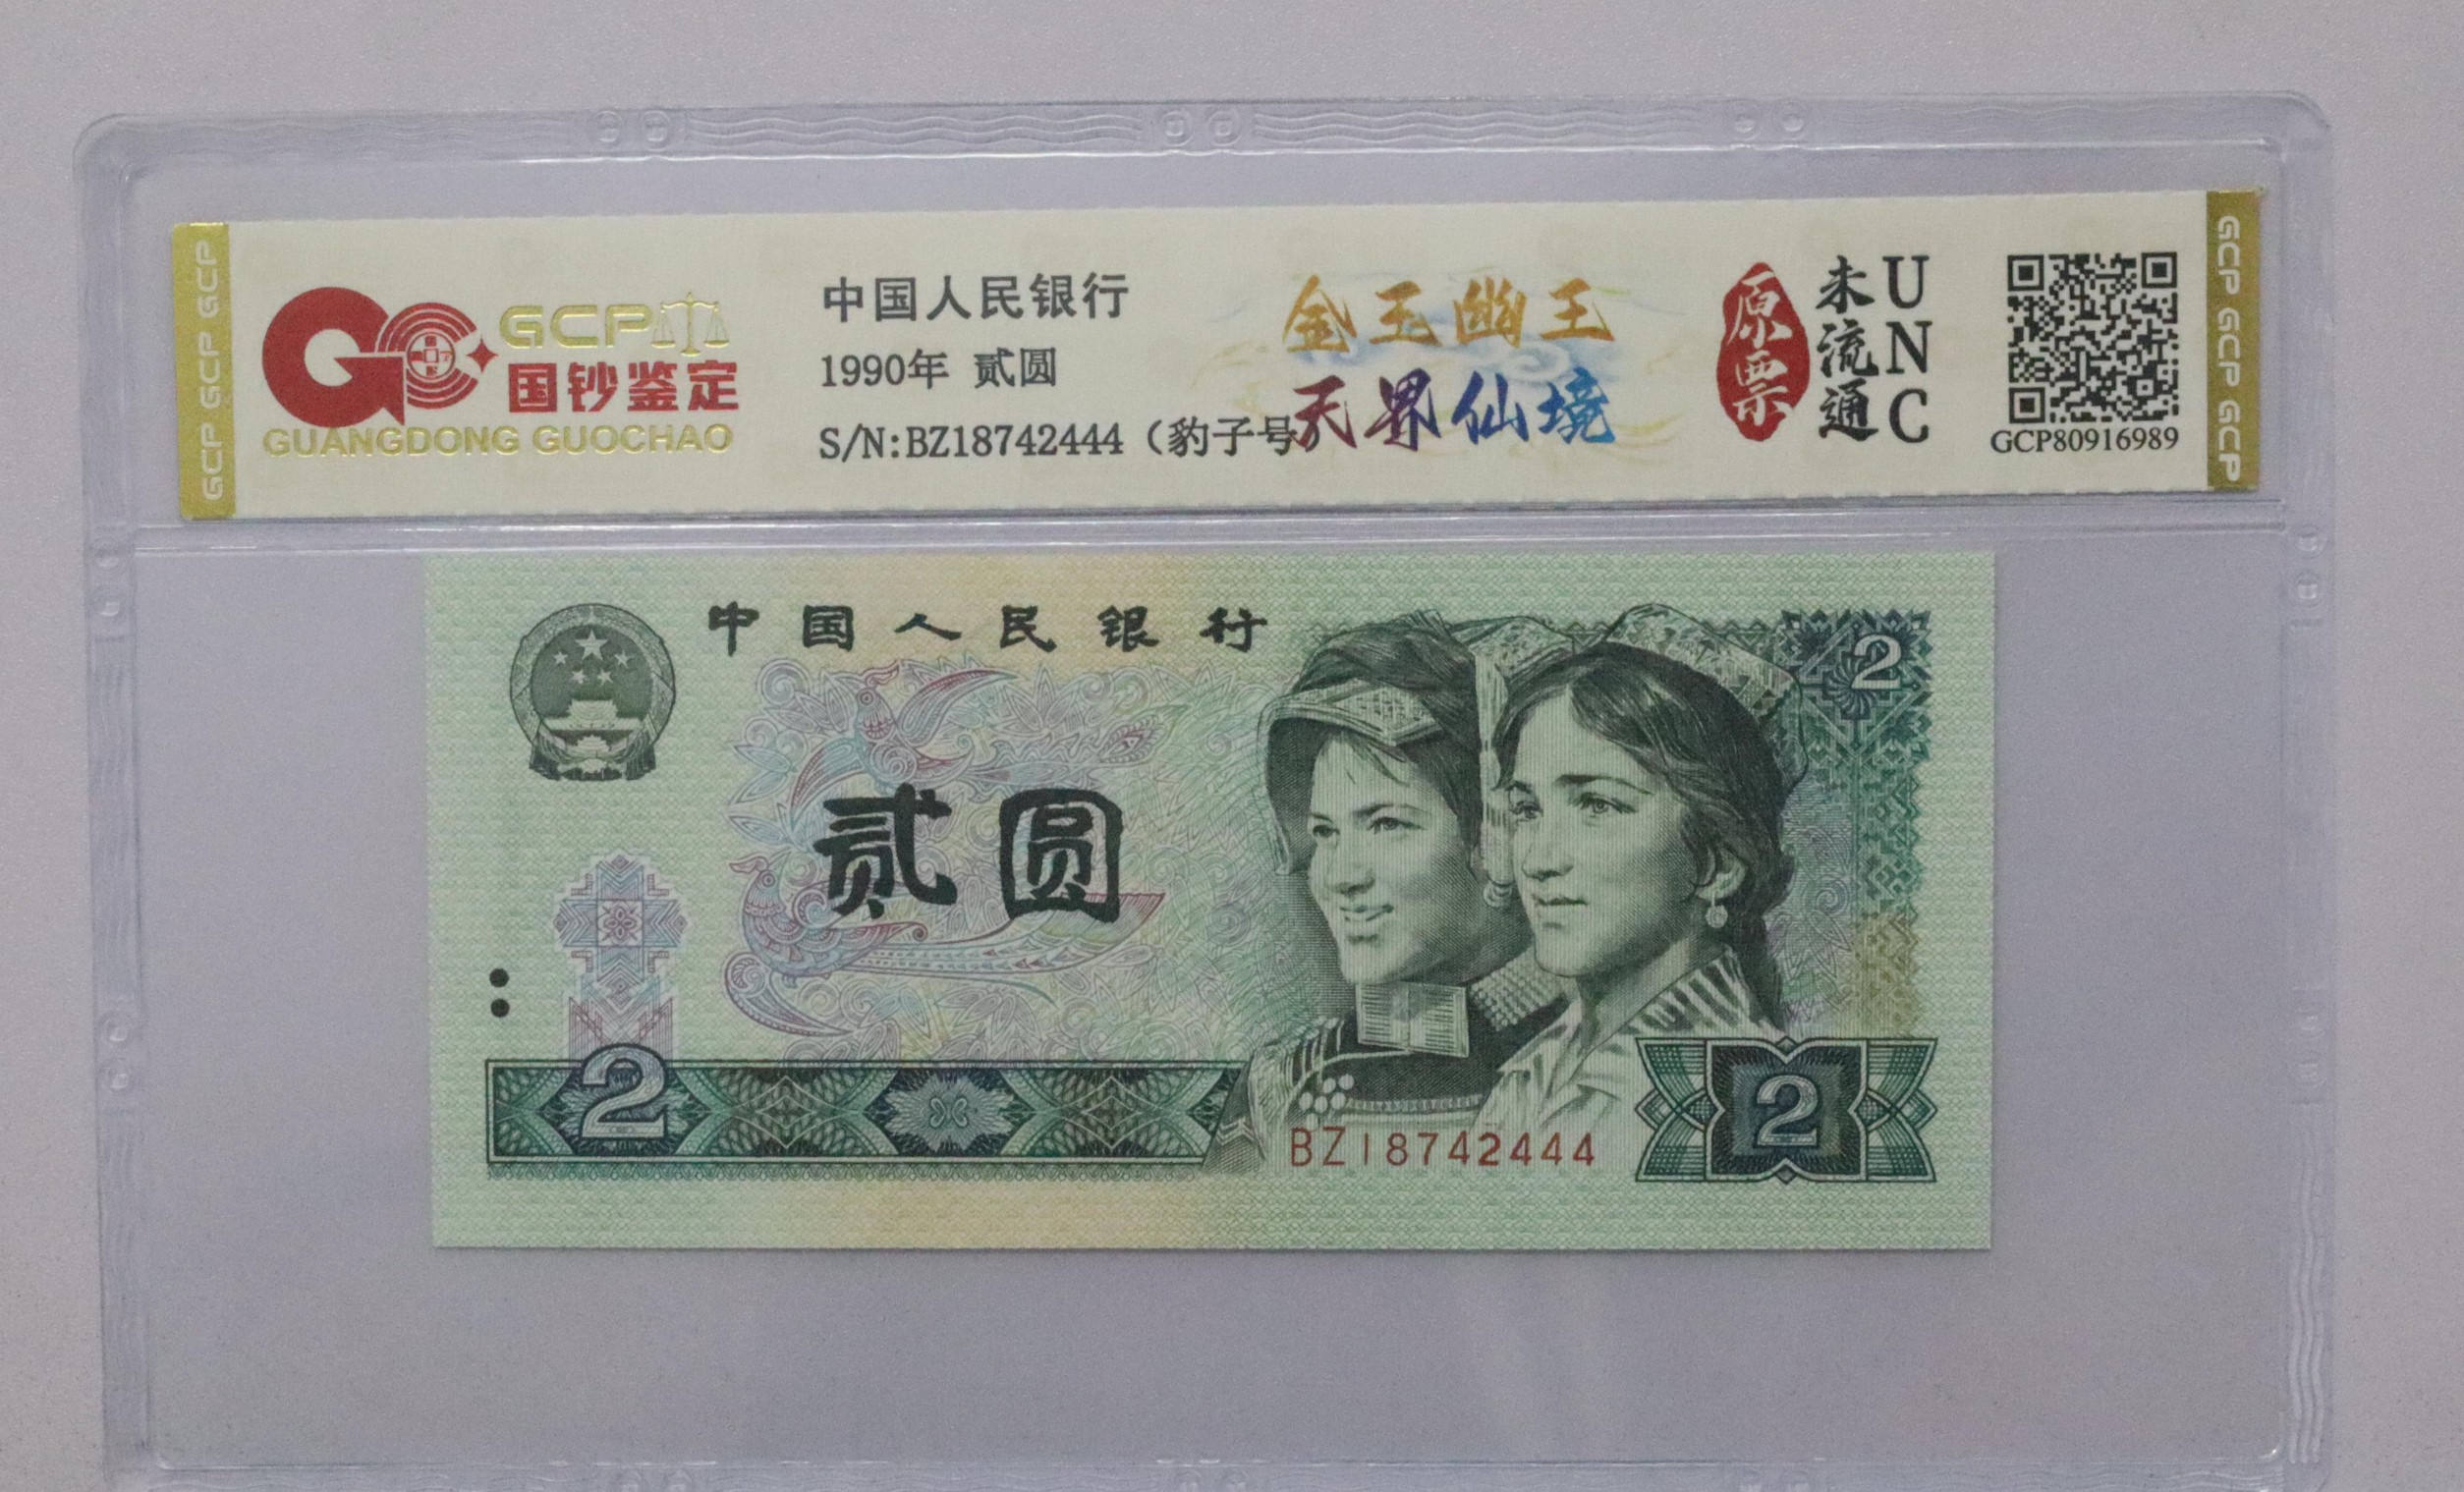 GCP GCP GCP
GCP
国钞鉴定
GUANGDONG GUOCHAO
中国人民银行
1990年 贰圆
S/N:BZ18742444（豹子号）
金玉幽王
天界仙境
原票
未流通
UNC
GCP80916989
GCP GCP GCP
中国人民银行
2
贰圆
2
BZ18742444
2